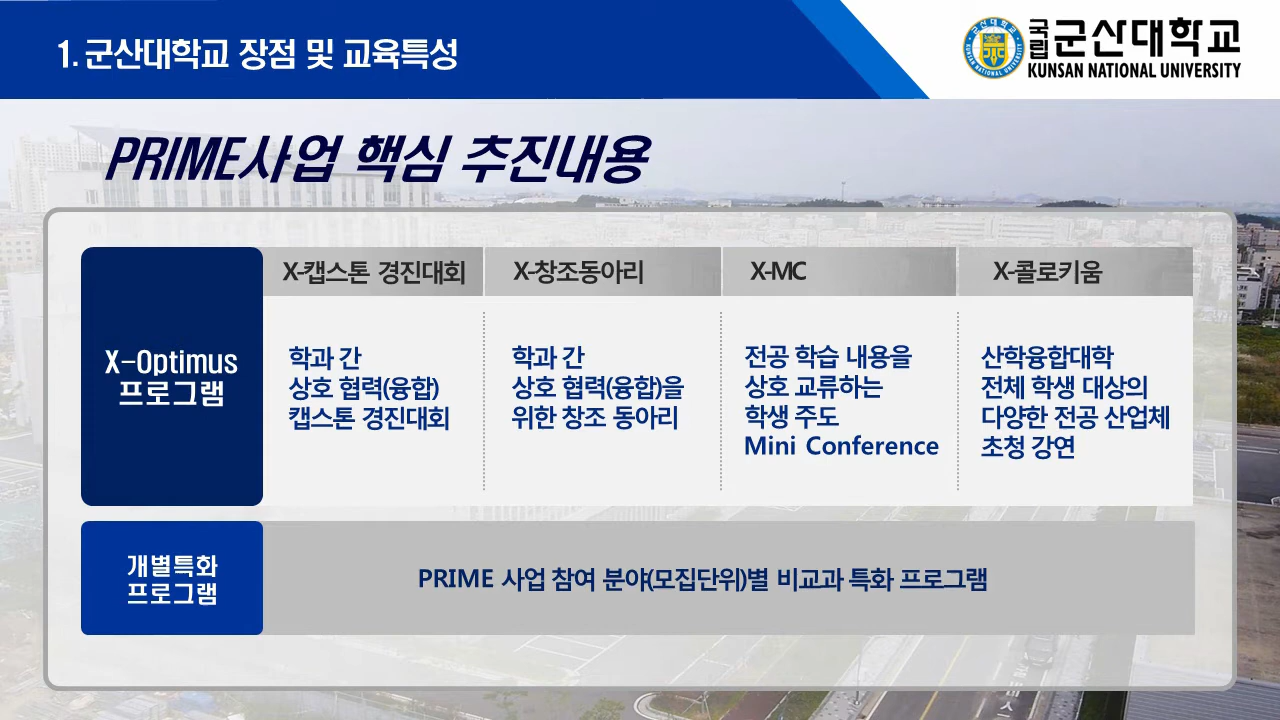 1. 군산대학교 장점 및 교육특성
국립 군산대학교
KUNSAN NATIONAL UNIVERSITY
PRIME사업 핵심 추진내용
X-Optimus
프로그램
X-캡스톤 경진대회
학과 간
상호 협력(융합)
캡스톤 경진대회
X-창조동아리
학과 간
상호 협력(융합)을
위한 창조 동아리
X-MC
전공 학습 내용을
상호 교류하는
학생 주도
Mini Conference
X-콜로키움
산학융합대학
전체 학생 대상의
다양한 전공 산업체
초청 강연
개별특화
프로그램
PRIME 사업 참여 분야(모집단위)별 비교과 특화 프로그램